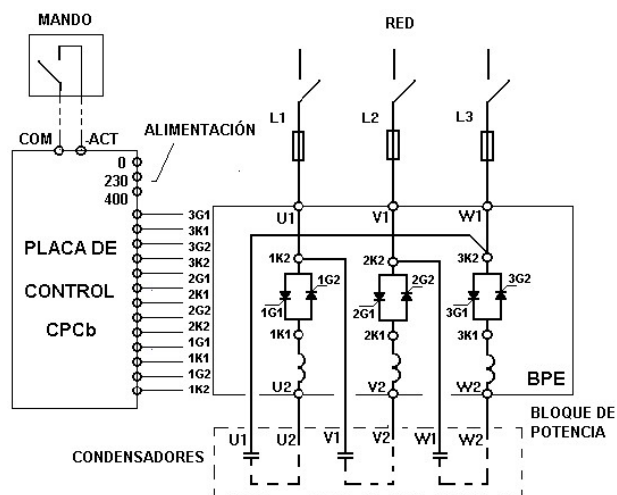 MANDO
RED
COM
-ACT
ALIMENTACIÓN
0
230
400
L1
L2
L3
PLACA DE
CONTROL
CPCb
3G1
3K1
3G2
3K2
2G1
2K1
2G2
2K2
1G1
1K1
1G2
1K2
U1
V1
W1
1K2
2K2
3K2
1G2
2G2
3G2
1G1
2G1
3G1
1K1
2K1
3K1
U2
V2
W2
BPE
BLOQUE DE
POTENCIA
U1
U2
V1
V2
W1
W2
CONDENSADORES